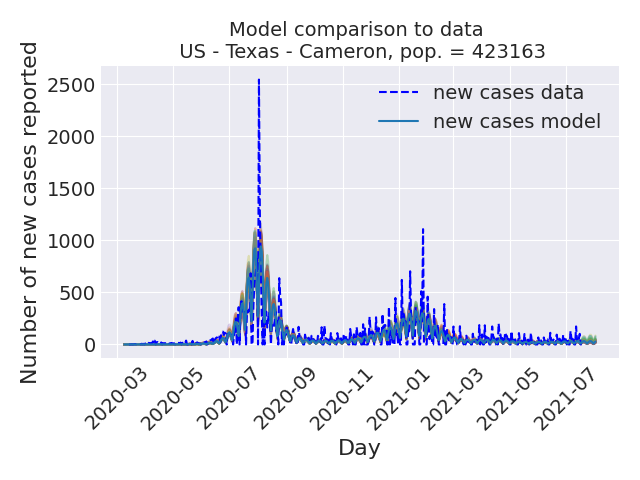 Model comparison to data
US - Texas - Cameron, pop. = 423163
Number of new cases reported
2500
2000
1500
1000
500
0
new cases data
new cases model
2020-03
2020-05
2020-07
2020-09
2020-11
2021-01
2021-03
2021-05
2021-07
Day